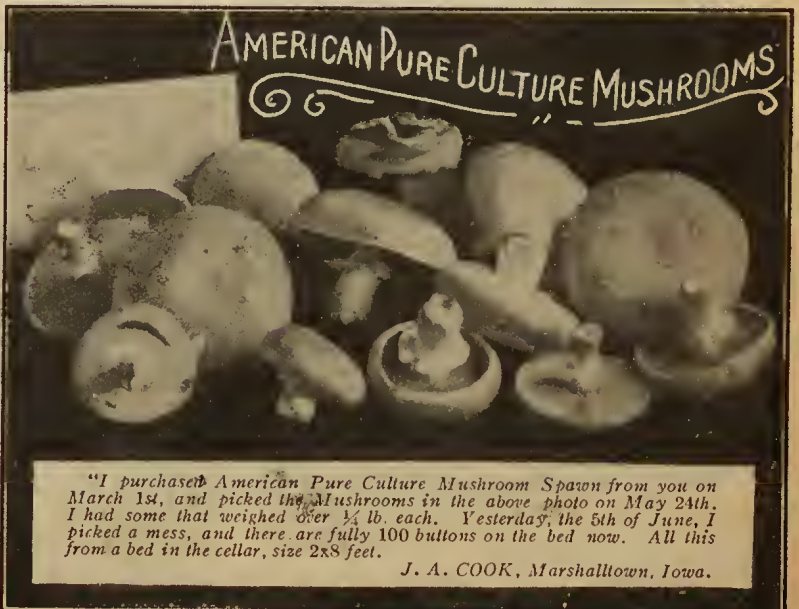 AMERICAN PURE CULTURE MUSHROOMS
"I purchased American Pure Culture Mushroom Spawn from you on
March 1st, and picked the Mushrooms in the above photo on May 24th.
I had some that weighed over ¼ lb. each. Yesterday, the 5th of June, I
picked a mess, and there are fully 100 buttons on the bed now. All this
from a bed in the cellar, size 2x8 feet.
J. A. COOK, Marshalltown, Iowa.